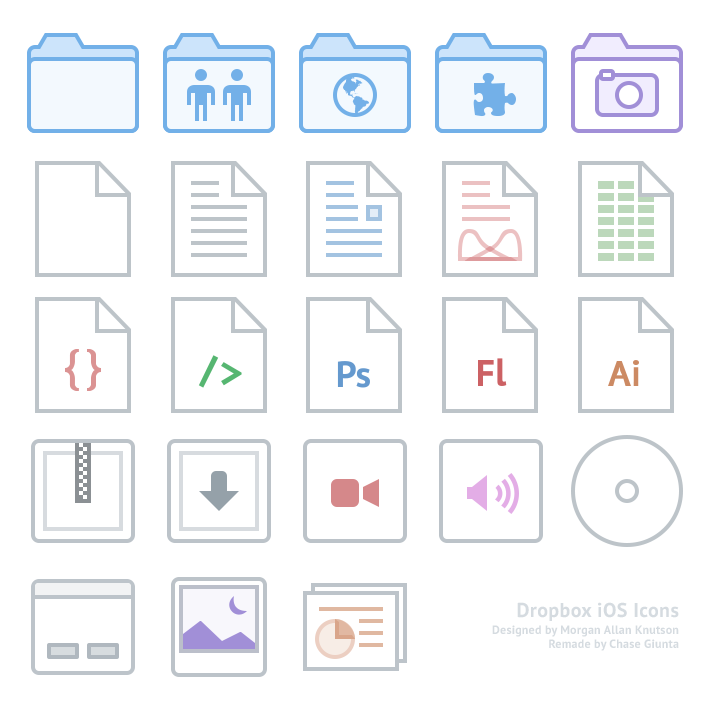 {}
/>
Ps
Fl
Ai
Dropbox iOS Icons
Designed by Morgan Allan Knutson
Remade by Chase Giunta